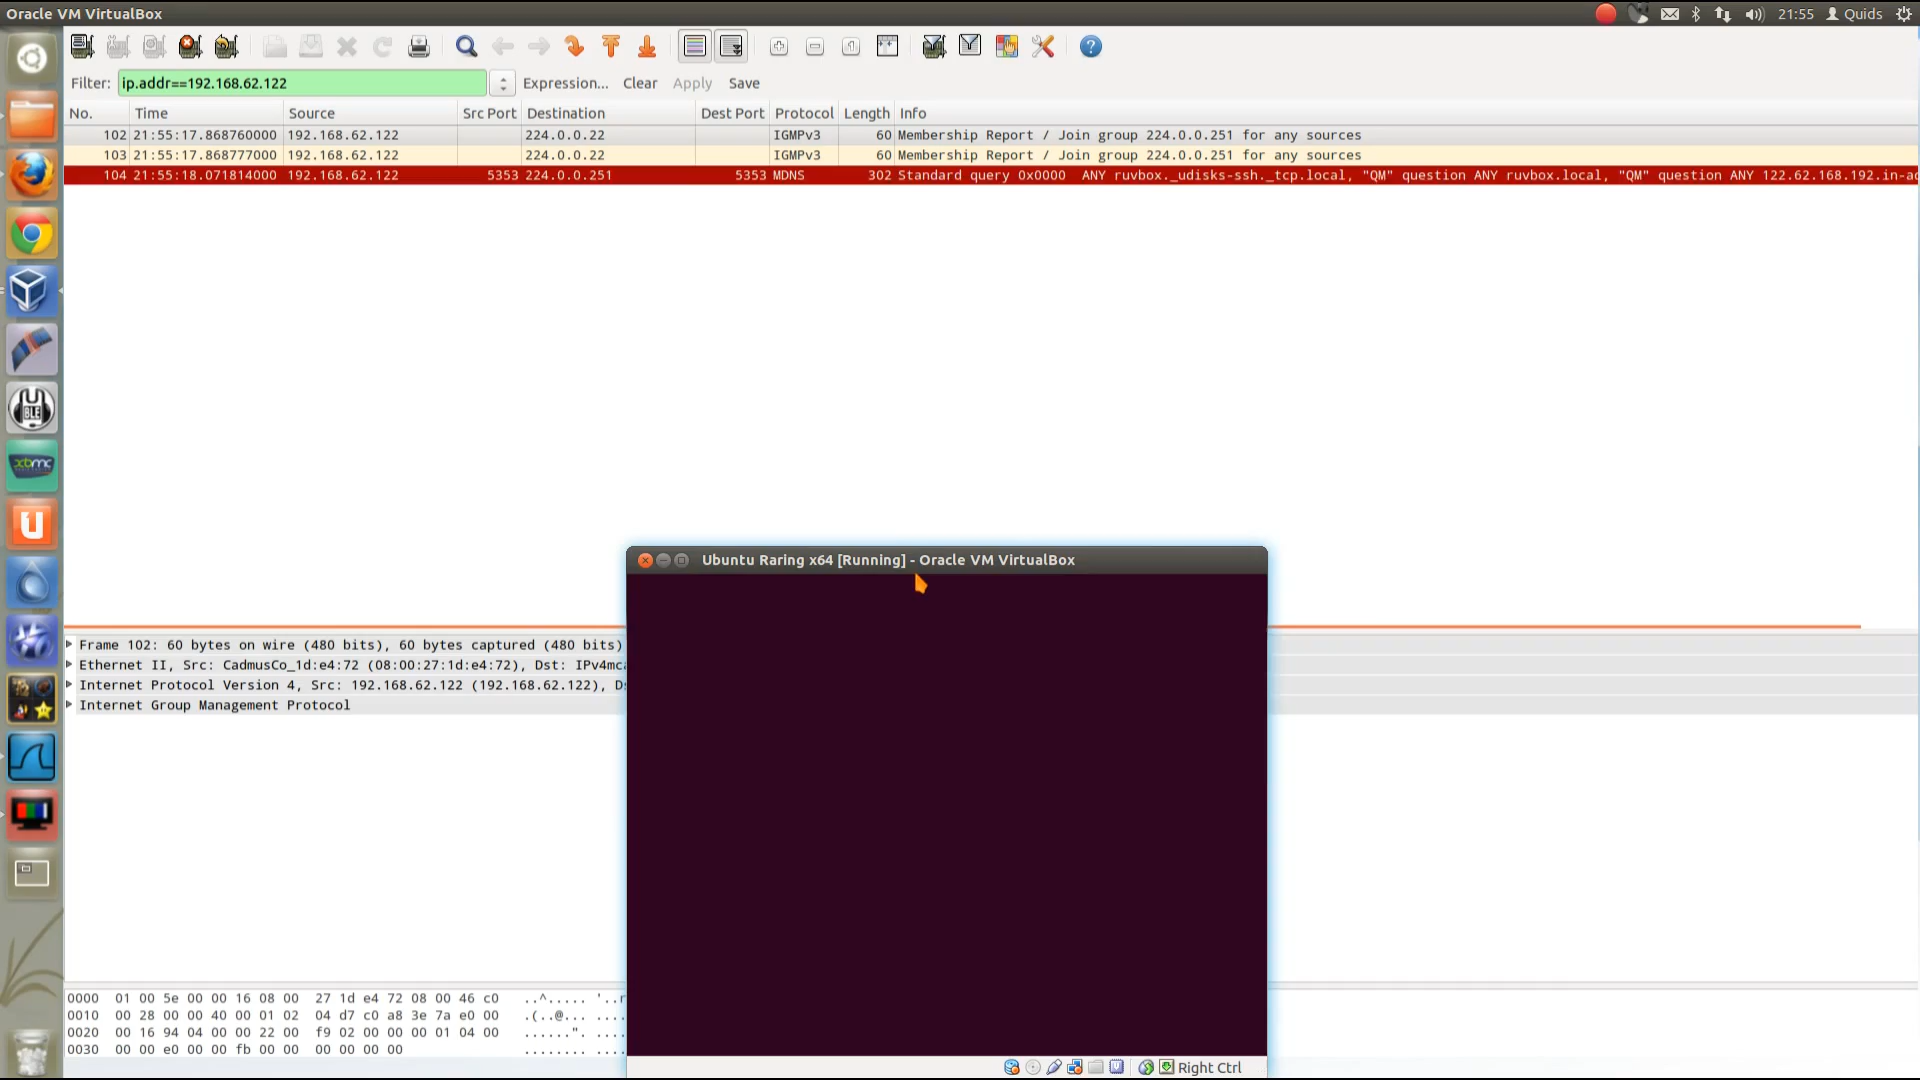 Oracle VM VirtualBox
21:55 Quids
Filter: ip.addr==192.168.62.122 Expression... Clear Apply Save
No. Time Source Src Port Destination Dest Port Protocol Length Info
102 21:55:17.868760000 192.168.62.122 224.0.0.22 IGMPv3 60 Membership Report / Join group 224.0.0.251 for any sources
103 21:55:17.868777000 192.168.62.122 224.0.0.22 IGMPv3 60 Membership Report / Join group 224.0.0.251 for any sources
104 21:55:18.071814000 192.168.62.122 5353 224.0.0.251 5353 MDNS 302 Standard query 0x0000 ANY ruvbox._udisks-ssh._tcp.local, "QM" question ANY ruvbox.local, "QM" question ANY 122.62.168.192.in-ad
BLE
xbmc
Ubuntu Raring x64 [Running] - Oracle VM VirtualBox
Frame 102: 60 bytes on wire (480 bits), 60 bytes captured (480 bits)
Ethernet II, Src: CadmusCo_1d:e4:72 (08:00:27:1d:e4:72), Dst: IPv4mc
Internet Protocol Version 4, Src: 192.168.62.122 (192.168.62.122), D
Internet Group Management Protocol
0000 01 00 5e 00 00 16 08 00 27 1d e4 72 08 00 46 c0 ..^..... '..r
0010 00 28 00 00 40 00 01 02 04 d7 c0 a8 3e 7a e0 00 .(..@... ....
0020 00 16 94 04 00 00 22 00 f9 02 00 00 00 01 04 00 ......". ....
0030 00 00 e0 00 00 fb 00 00 00 00 00 00 ........ ....
Right Ctrl